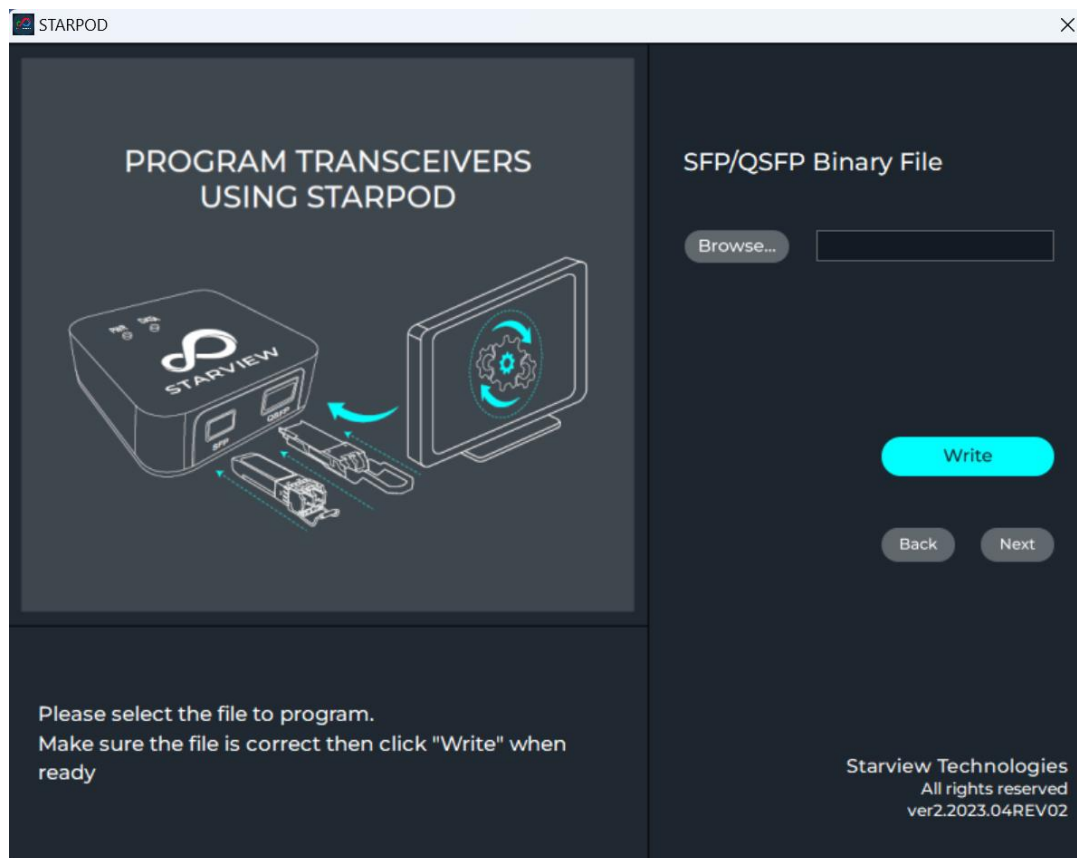 STARPOD
PROGRAM TRANSCEIVERS
USING STARPOD
PWR
DATA
STARVIEW
SFP
QSFP
Please select the file to program.
Make sure the file is correct then click "Write" when
ready
SFP/QSFP Binary File
Browse...
Write
Back
Next
Starview Technologies
All rights reserved
ver2.2023.04REV02